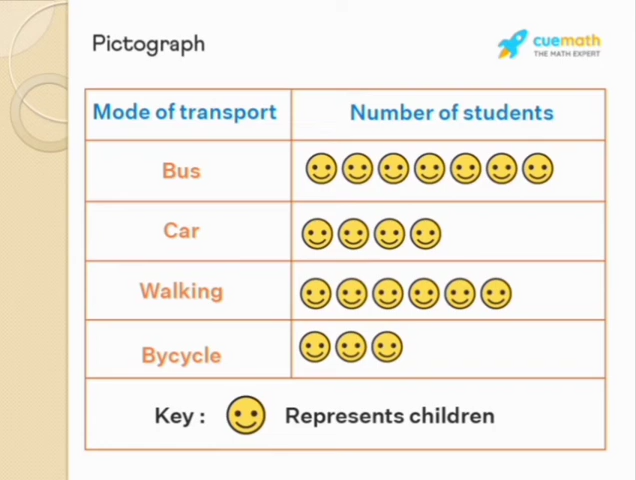 Pictograph
cuemath
THE MATH EXPERT
Mode of transport
Number of students
Bus
Car
Walking
Bycycle
Key :
Represents children